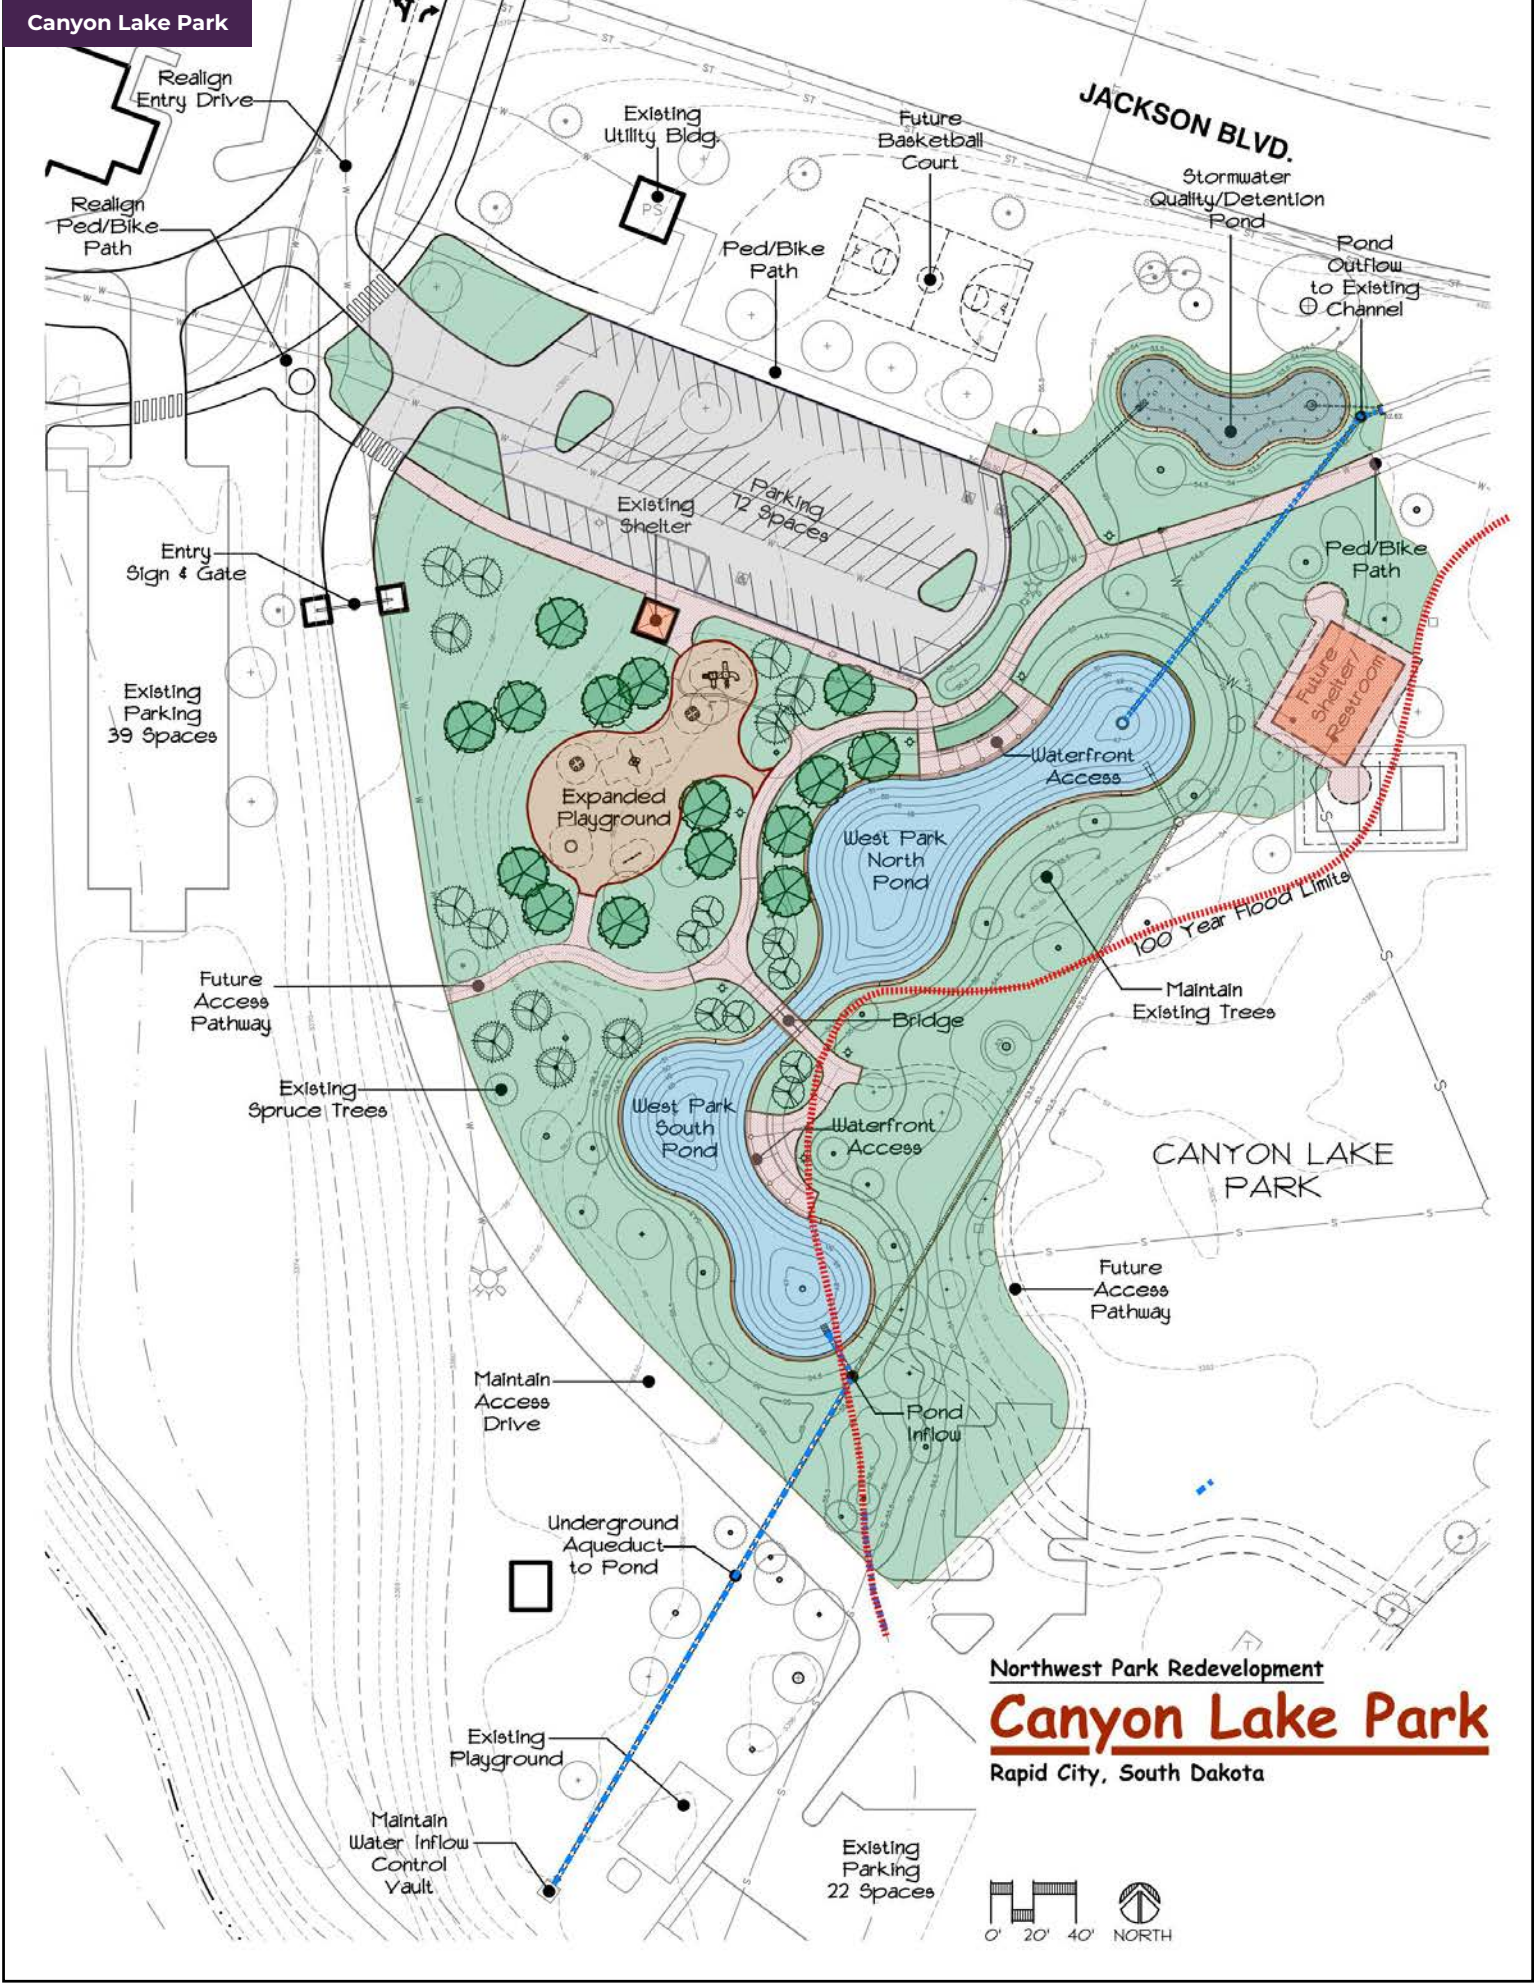 Canyon Lake Park
Realign
Entry Drive
Existing
Utility Bldg.
PS
Future
Basketball
Court
JACKSON BLVD.
Stormwater
Quality/Detention
Pond
Realign
Ped/Bike
Path
Ped/Bike
Path
Pond
Outflow
to Existing
Channel
Parking
72 Spaces
Existing
Shelter
Entry
Sign & Gate
Ped/Bike
Path
Future
Shelter/
Restroom
Existing
Parking
39 Spaces
Waterfront
Access
Expanded
Playground
West Park
North
Pond
100 Year Flood Limits
Future
Access
Pathway
Maintain
Existing Trees
Bridge
Existing
Spruce Trees
West Park
South
Pond
Waterfront
Access
CANYON LAKE
PARK
HYD
Future
Access
Pathway
Maintain
Access
Drive
Pond
Inflow
Underground
Aqueduct
to Pond
Northwest Park Redevelopment
Canyon Lake Park
Rapid City, South Dakota
Existing
Playground
Maintain
Water Inflow
Control
Vault
Existing
Parking
22 Spaces
0' 20' 40' NORTH